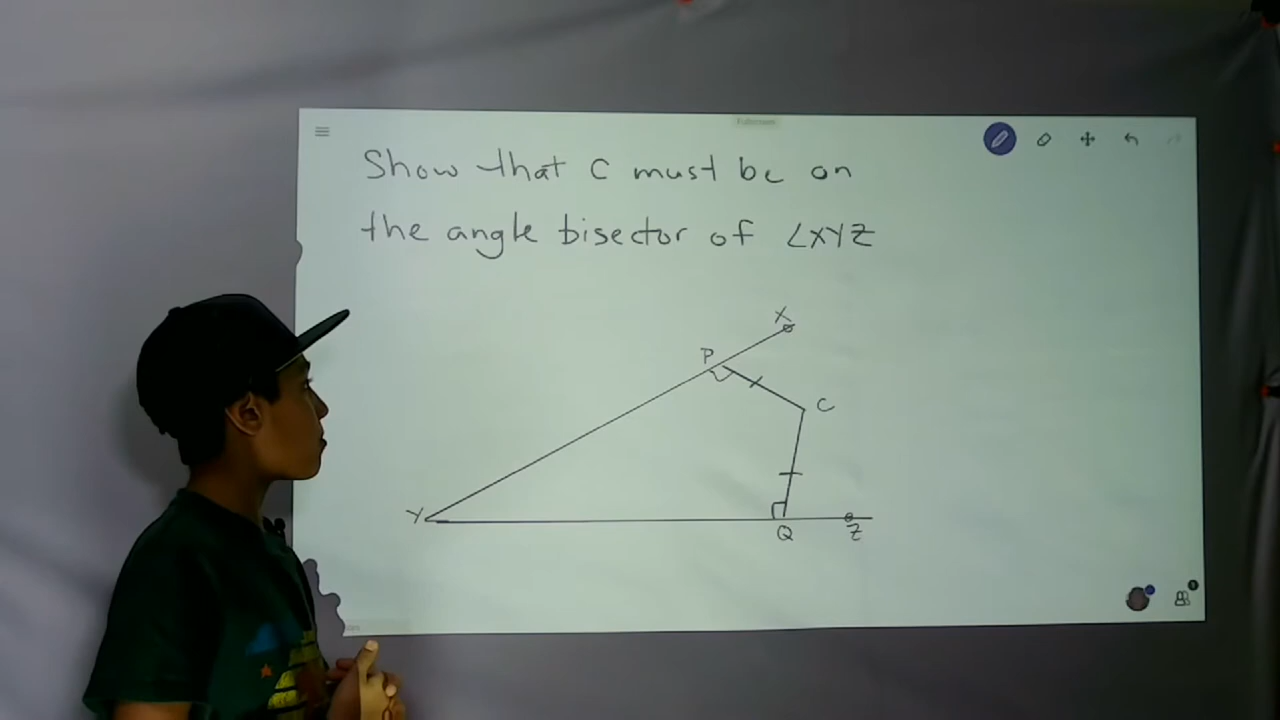 Show that C must be on
the angle bisector of ∠XYZ
X
P
C
Y
Q
Z